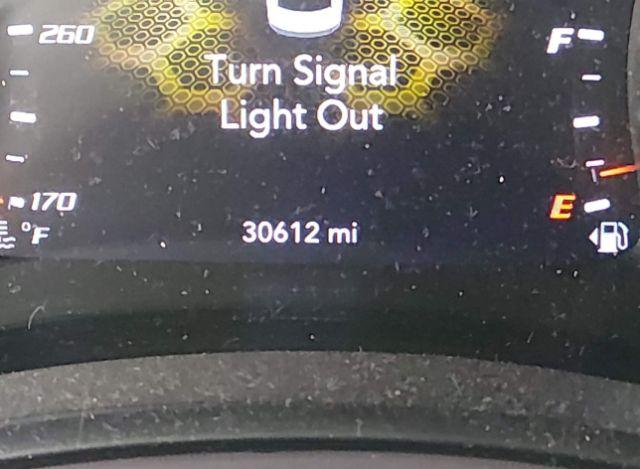 260
F
Turn Signal
Light Out
170
E
°F
30612 mi